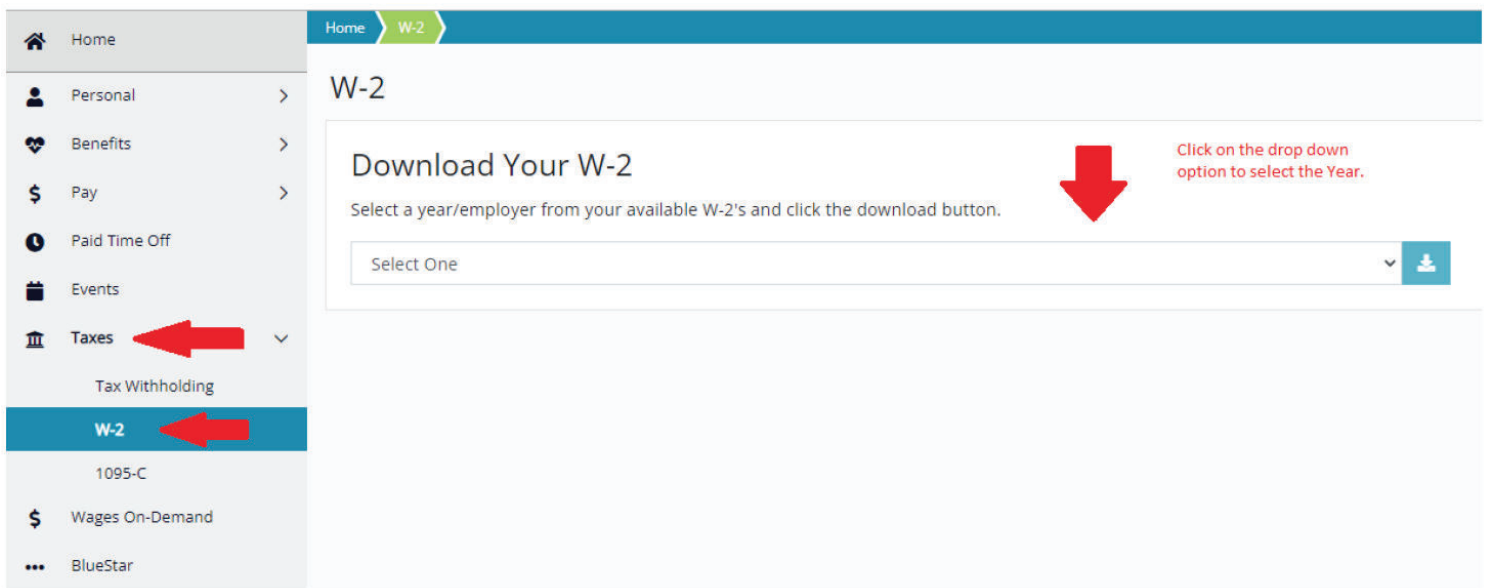 Home
Personal
Benefits
Pay
Paid Time Off
Events
Taxes
Tax Withholding
W-2
1095-C
Wages On-Demand
BlueStar
Home W-2
W-2
Download Your W-2
Select a year/employer from your available W-2's and click the download button.
Click on the drop down
option to select the Year.
Select One